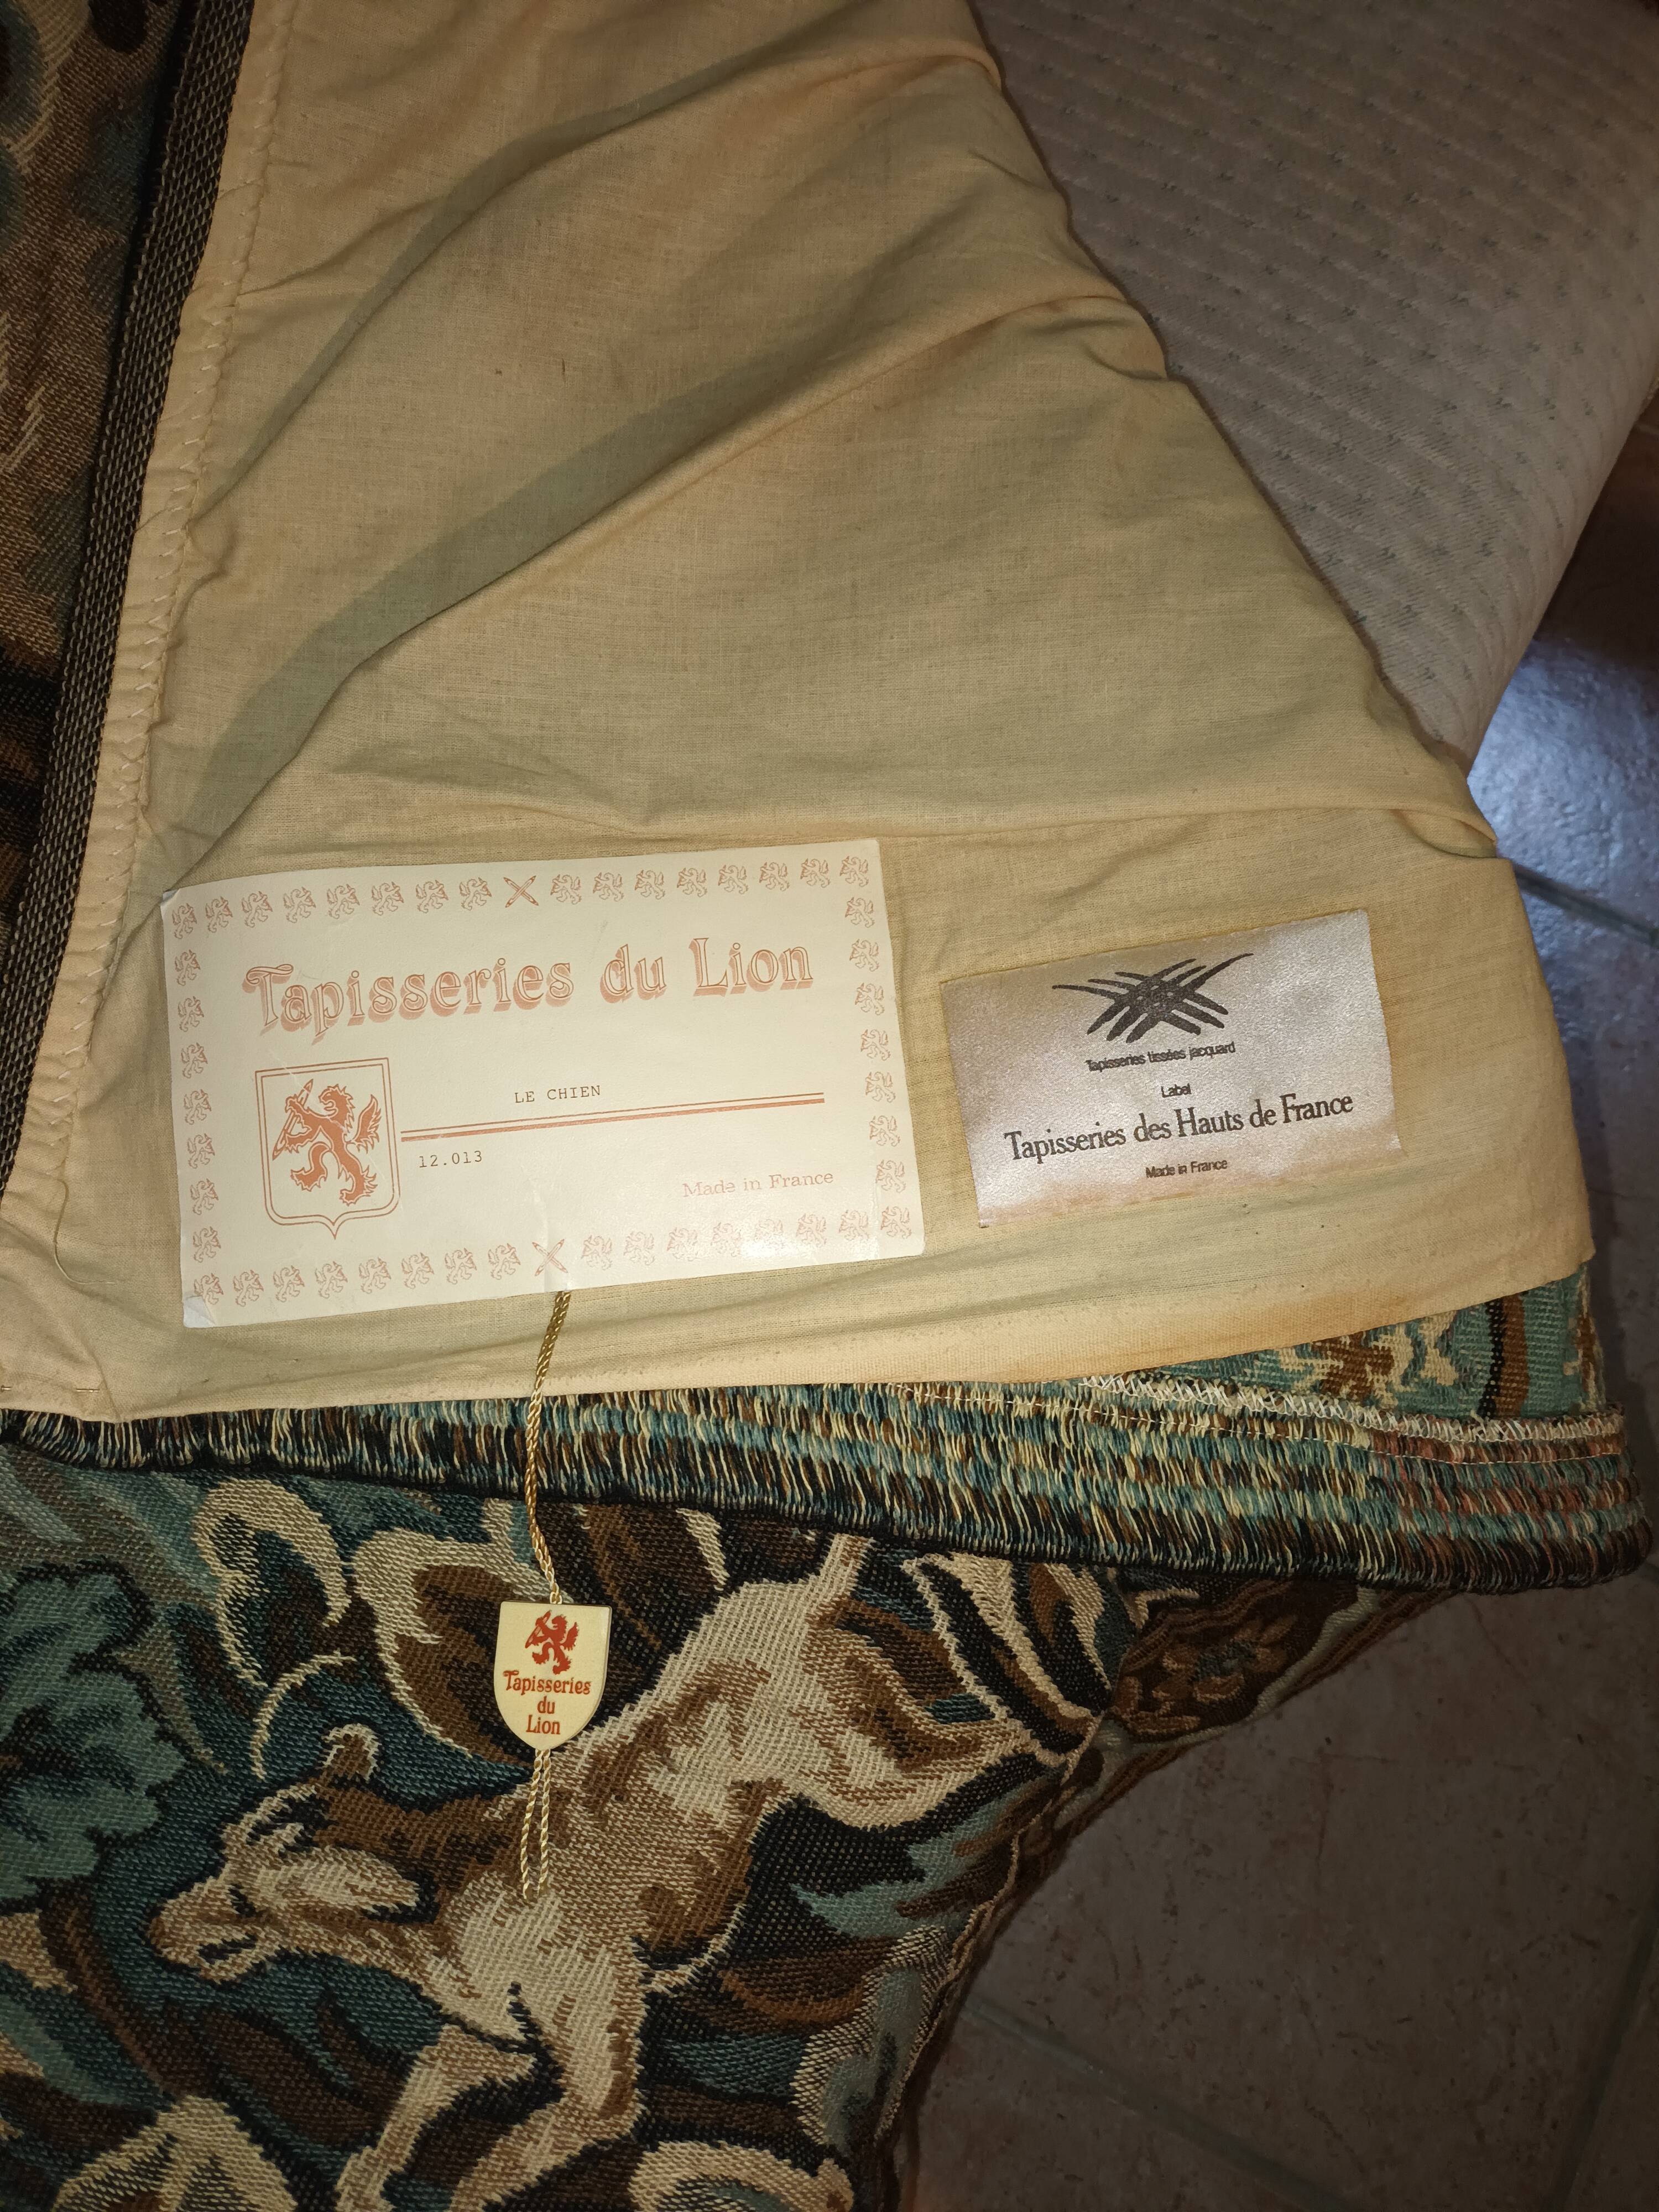 Tapisseries du Lion
LE CHIEN
12.013
Made in France
Tapisseries tissées jacquard
Label
Tapisseries des Hauts de France
Made in France
Tapisseries
du
Lion